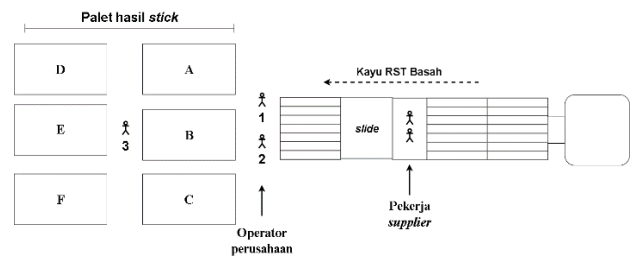 Palet hasil stick
D
A
Kayu RST Basah
1
E
3
B
slide
2
F
C
Operator
perusahaan
Pekerja
supplier